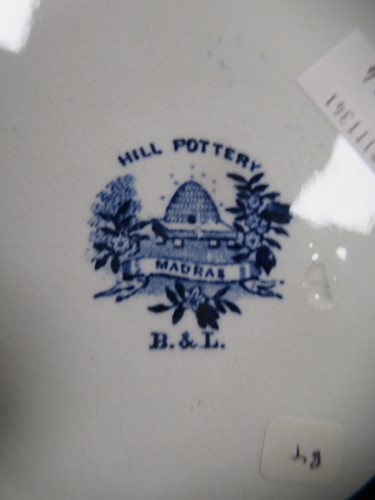 HILL POTTERY
MADRAS
B. & L.